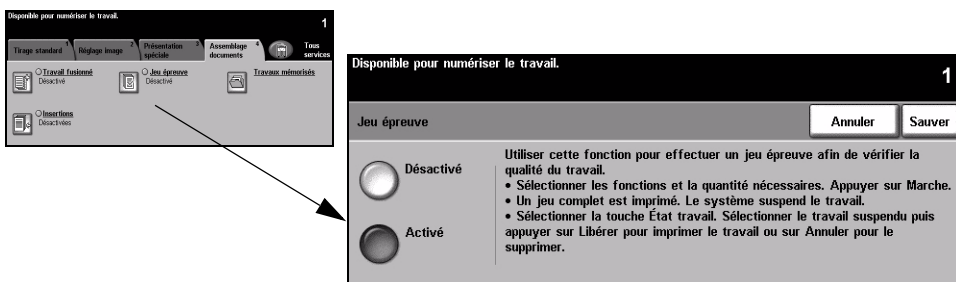 Disponible pour numériser le travail.
1
Tirage standard 1
Réglage image 2
Présentation spéciale 3
Assemblage documents 4
Tous services
Travail fusionné
Désactivé
Jeu épreuve
Désactivé
Travaux mémorisés
Insertions
Désactivées
Disponible pour numériser le travail.
1
Jeu épreuve
Annuler
Sauver
Désactivé
Activé
Utiliser cette fonction pour effectuer un jeu épreuve afin de vérifier la
qualité du travail.
• Sélectionner les fonctions et la quantité nécessaires. Appuyer sur Marche.
• Un jeu complet est imprimé. Le système suspend le travail.
• Sélectionner la touche État travail. Sélectionner le travail suspendu puis
appuyer sur Libérer pour imprimer le travail ou sur Annuler pour le
supprimer.